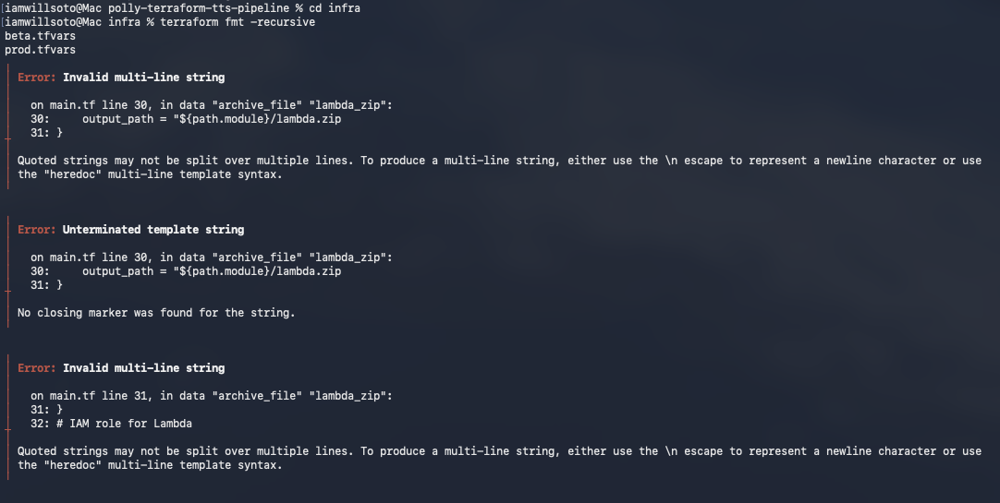 [iamwillsoto@Mac polly-terraform-tts-pipeline % cd infra
[iamwillsoto@Mac infra % terraform fmt -recursive
beta.tfvars
prod.tfvars
Error: Invalid multi-line string
on main.tf line 30, in data "archive_file" "lambda_zip":
30:     output_path = "${path.module}/lambda.zip
31: }
Quoted strings may not be split over multiple lines. To produce a multi-line string, either use the \n escape to represent a newline character or use
the "heredoc" multi-line template syntax.
Error: Unterminated template string
on main.tf line 30, in data "archive_file" "lambda_zip":
30:     output_path = "${path.module}/lambda.zip
31: }
No closing marker was found for the string.
Error: Invalid multi-line string
on main.tf line 31, in data "archive_file" "lambda_zip":
31: }
32: # IAM role for Lambda
Quoted strings may not be split over multiple lines. To produce a multi-line string, either use the \n escape to represent a newline character or use
the "heredoc" multi-line template syntax.